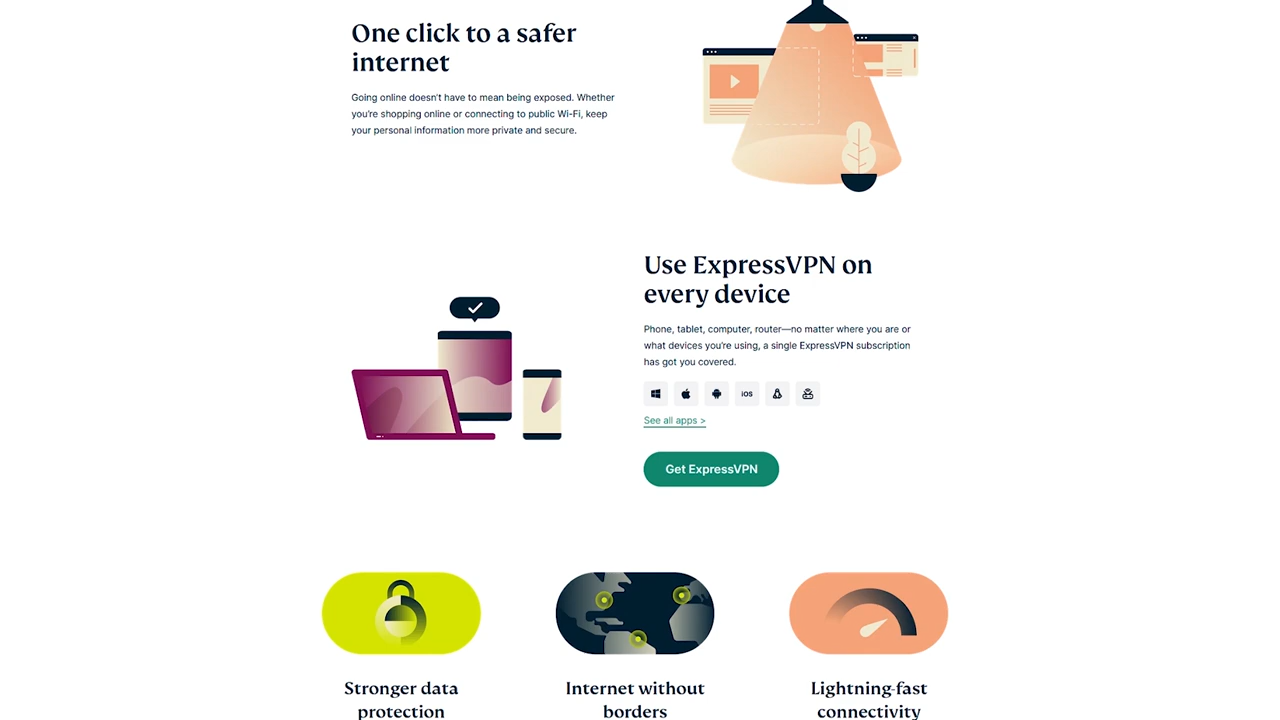 One click to a safer
internet
Going online doesn't have to mean being exposed. Whether
you're shopping online or connecting to public Wi-Fi, keep
your personal information more private and secure.
Use ExpressVPN on
every device
Phone, tablet, computer, router—no matter where you are or
what devices you're using, a single ExpressVPN subscription
has got you covered.
iOS
See all apps >
Get ExpressVPN
Stronger data
protection
Internet without
borders
Lightning-fast
connectivity